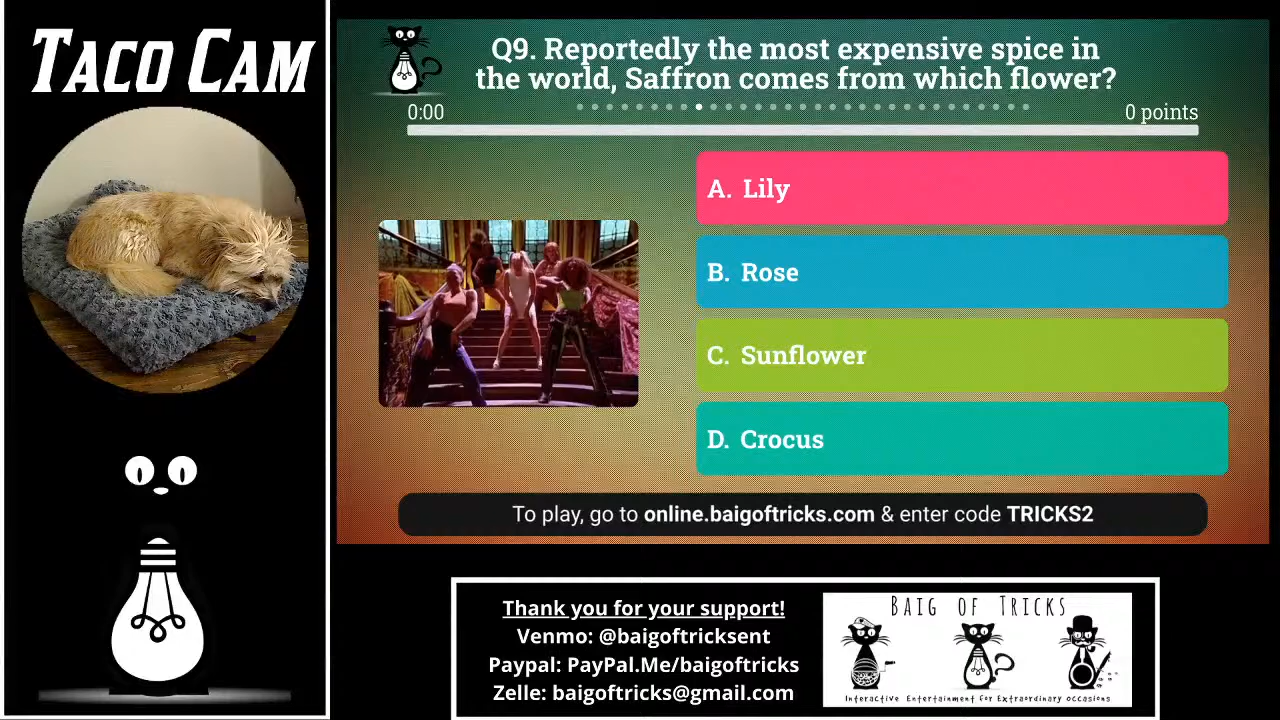 TACO CAM
Q9. Reportedly the most expensive spice in
the world, Saffron comes from which flower?
0:00
0 points
A. Lily
B. Rose
C. Sunflower
D. Crocus
To play, go to online.baigoftricks.com & enter code TRICKS2
Thank you for your support!
Venmo: @baigoftricksent
Paypal: PayPal.Me/baigoftricks
Zelle: baigoftricks@gmail.com
BAIG OF TRICKS
Interactive Entertainment for Extraordinary occasions